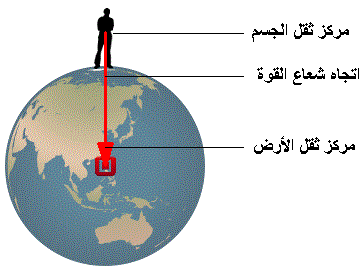 مركز ثقل الجسم
اتجاه شعاع القوة
مركز ثقل الأرض